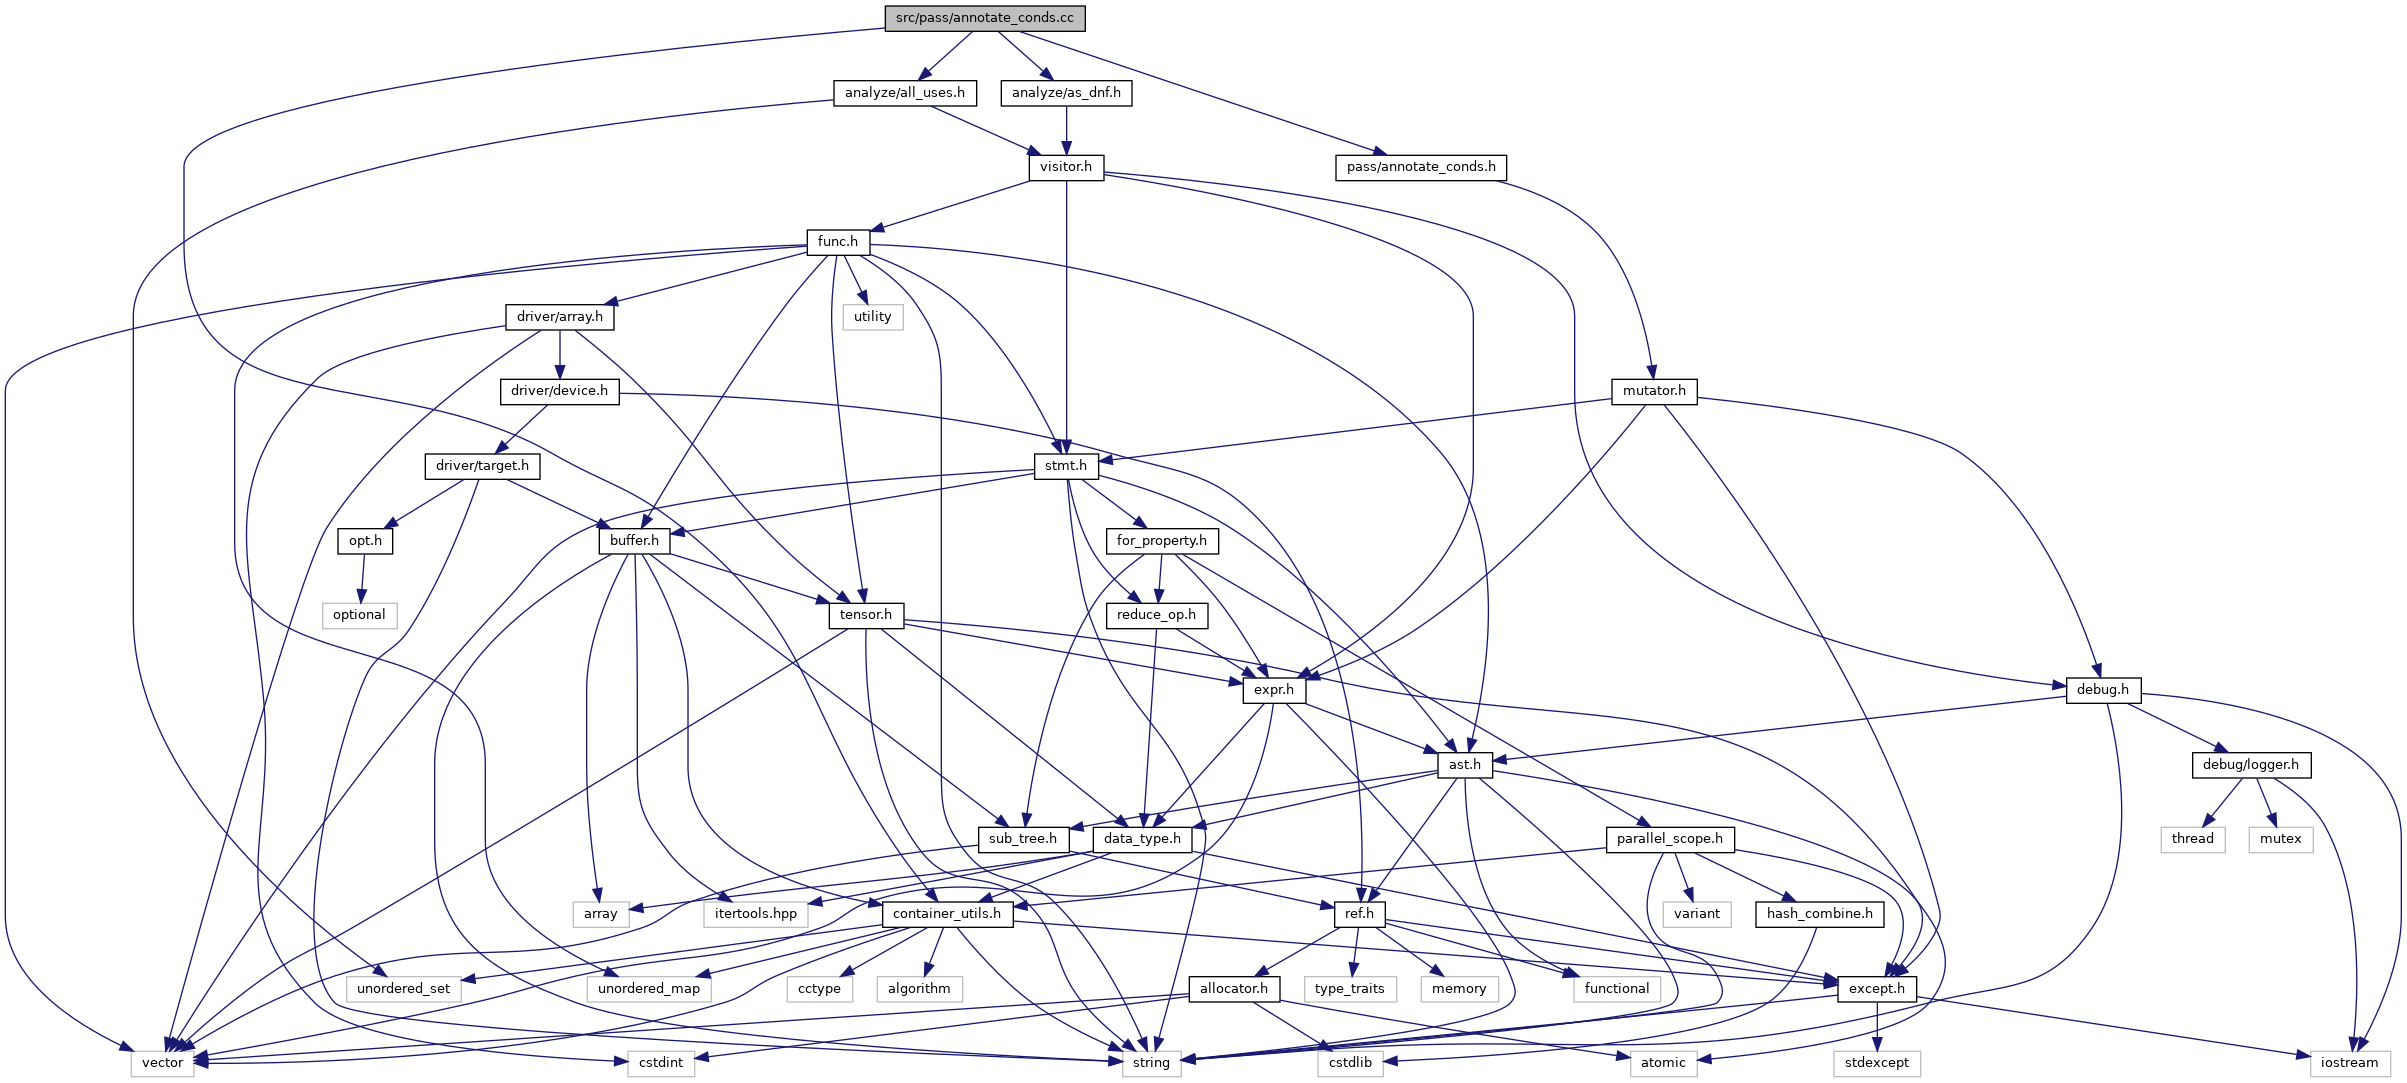 src/pass/annotate_conds.cc
analyze/all_uses.h
analyze/as_dnf.h
visitor.h
pass/annotate_conds.h
func.h
driver/array.h
utility
driver/device.h
mutator.h
driver/target.h
stmt.h
opt.h
buffer.h
for_property.h
optional
tensor.h
reduce_op.h
expr.h
debug.h
ast.h
debug/logger.h
sub_tree.h
data_type.h
parallel_scope.h
thread
mutex
array
itertools.hpp
container_utils.h
ref.h
variant
hash_combine.h
unordered_set
unordered_map
cctype
algorithm
allocator.h
type_traits
memory
functional
except.h
vector
cstdint
string
cstdlib
atomic
stdexcept
iostream